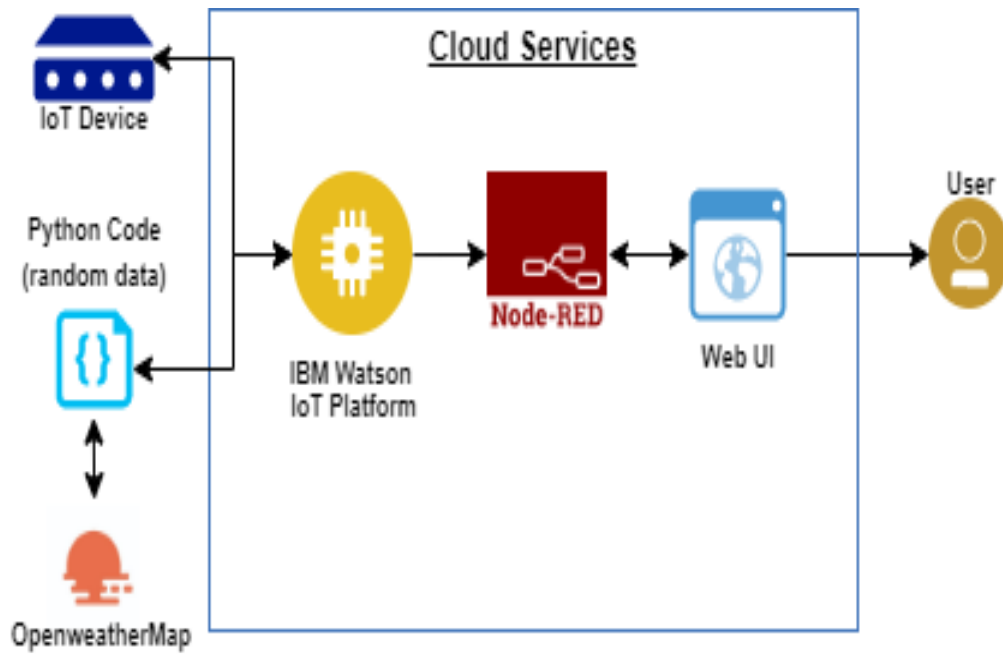 Cloud Services
IoT Device
User
Python Code
(random data)
{}
Node-RED
Web UI
IBM Watson
IoT Platform
OpenweatherMap